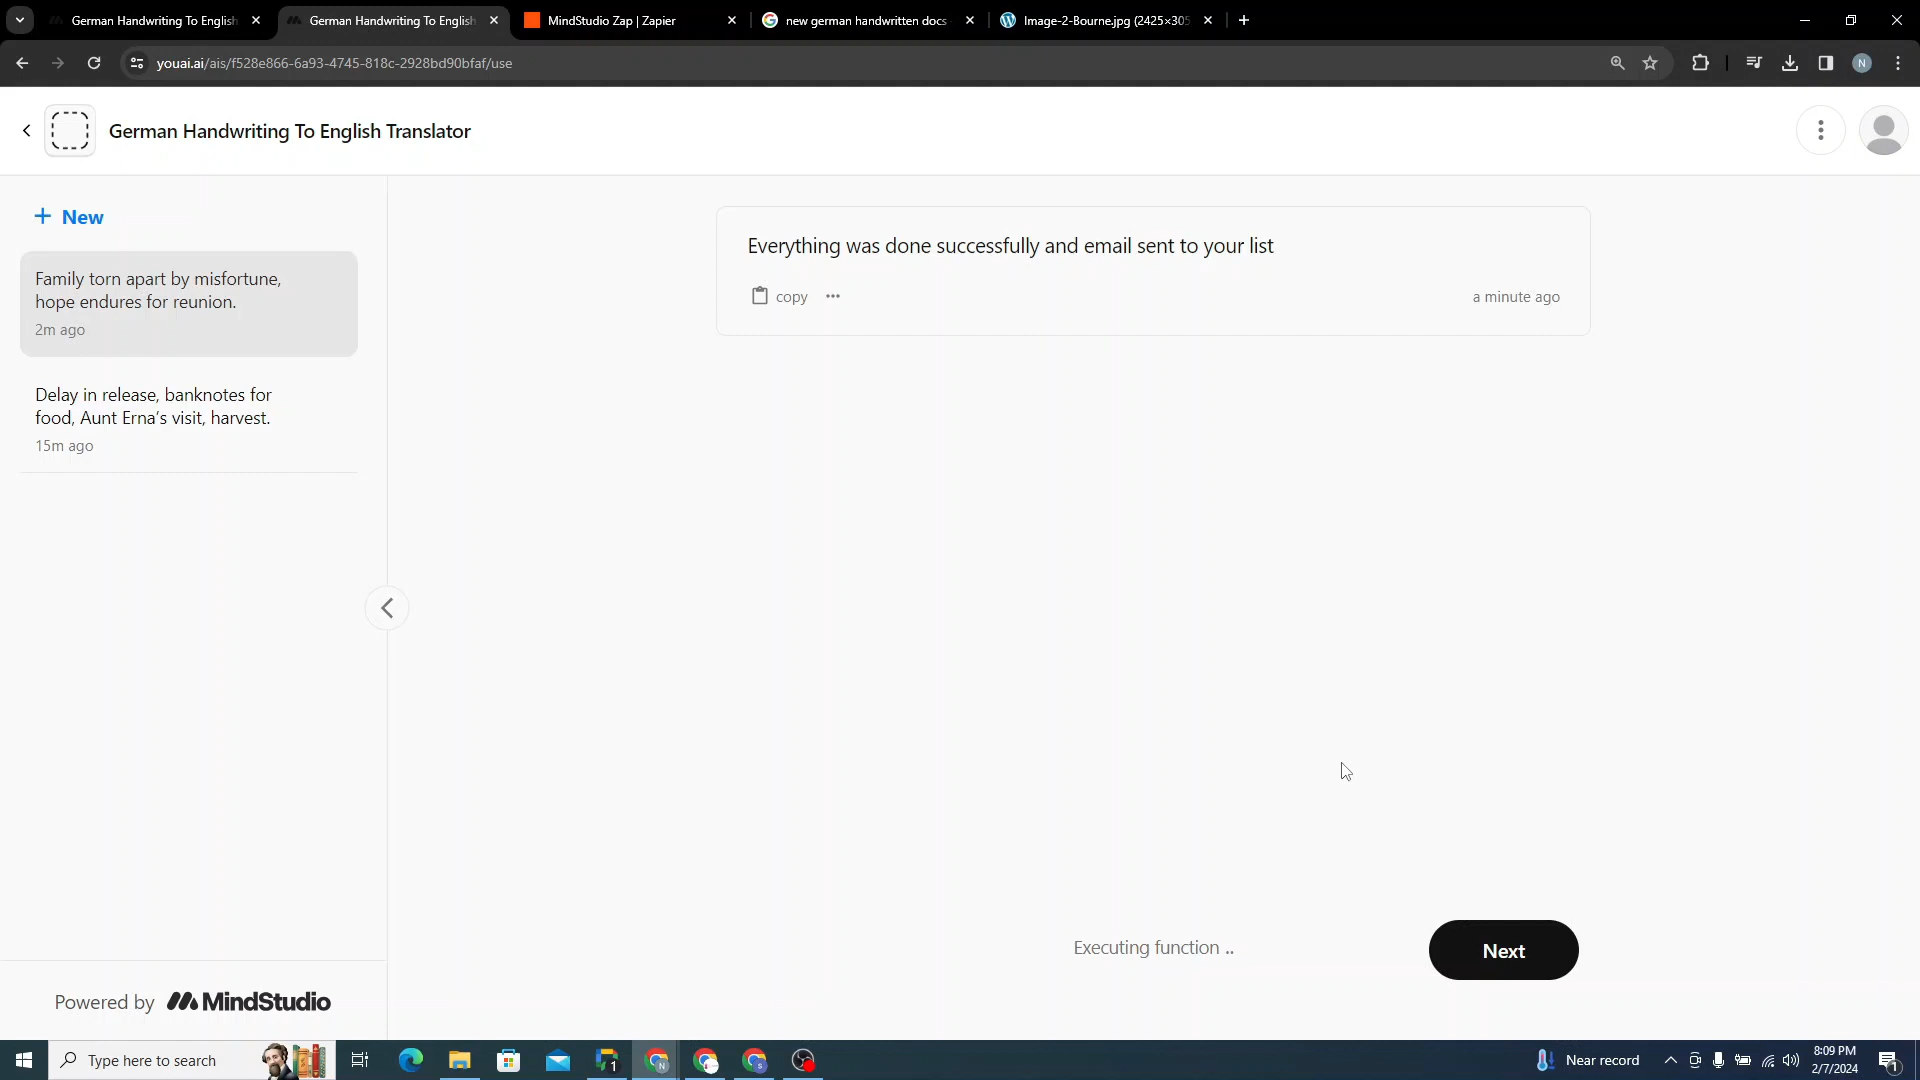 German Handwriting To English
German Handwriting To English
MindStudio Zap | Zapier
new german handwritten docs
Image-2-Bourne.jpg (2425×305
youai.ai/ais/f528e866-6a93-4745-818c-2928bd90bfaf/use
N
German Handwriting To English Translator
+ New
Family torn apart by misfortune,
hope endures for reunion.
2m ago
Delay in release, banknotes for
food, Aunt Erna's visit, harvest.
15m ago
Everything was done successfully and email sent to your list
copy
a minute ago
Executing function ..
Next
Powered by MindStudio
Type here to search
1
N
S
Near record
8:09 PM
2/7/2024
1